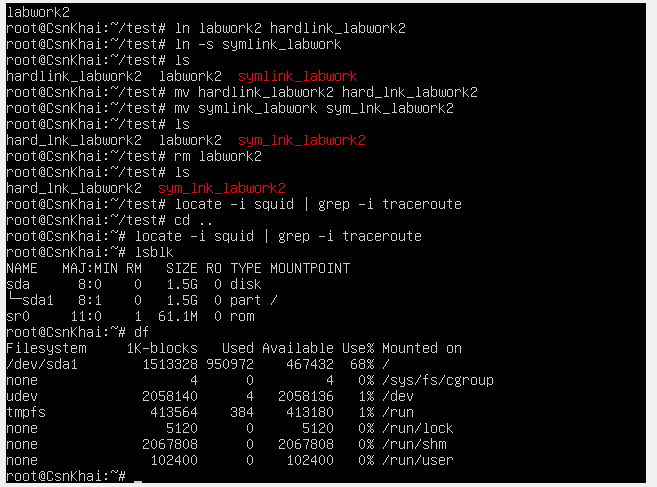 labwork2
root@CsnKhai:~/test# ln labwork2 hardlink_labwork2
root@CsnKhai:~/test# ln -s symlink_labwork
root@CsnKhai:~/test# ls
hardlink_labwork2  labwork2  symlink_labwork
root@CsnKhai:~/test# mv hardlink_labwork2 hard_lnk_labwork2
root@CsnKhai:~/test# mv symlink_labwork sym_lnk_labwork2
root@CsnKhai:~/test# ls
hard_lnk_labwork2  labwork2  sym_lnk_labwork2
root@CsnKhai:~/test# rm labwork2
root@CsnKhai:~/test# ls
hard_lnk_labwork2  sym_lnk_labwork2
root@CsnKhai:~/test# locate -i squid | grep -i traceroute
root@CsnKhai:~/test# cd ..
root@CsnKhai:~# locate -i squid | grep -i traceroute
root@CsnKhai:~# lsblk
NAME   MAJ:MIN RM   SIZE RO TYPE MOUNTPOINT
sda      8:0    0   1.5G  0 disk
└─sda1   8:1    0   1.5G  0 part /
sr0     11:0    1  61.1M  0 rom
root@CsnKhai:~# df
Filesystem     1K-blocks   Used Available Use% Mounted on
/dev/sda1        1513328 950972    467432  68% /
none                   4      0         4   0% /sys/fs/cgroup
udev             2058140      4   2058136   1% /dev
tmpfs             413564    384    413180   1% /run
none                5120      0      5120   0% /run/lock
none             2067808      0   2067808   0% /run/shm
none              102400      0    102400   0% /run/user
root@CsnKhai:~# _